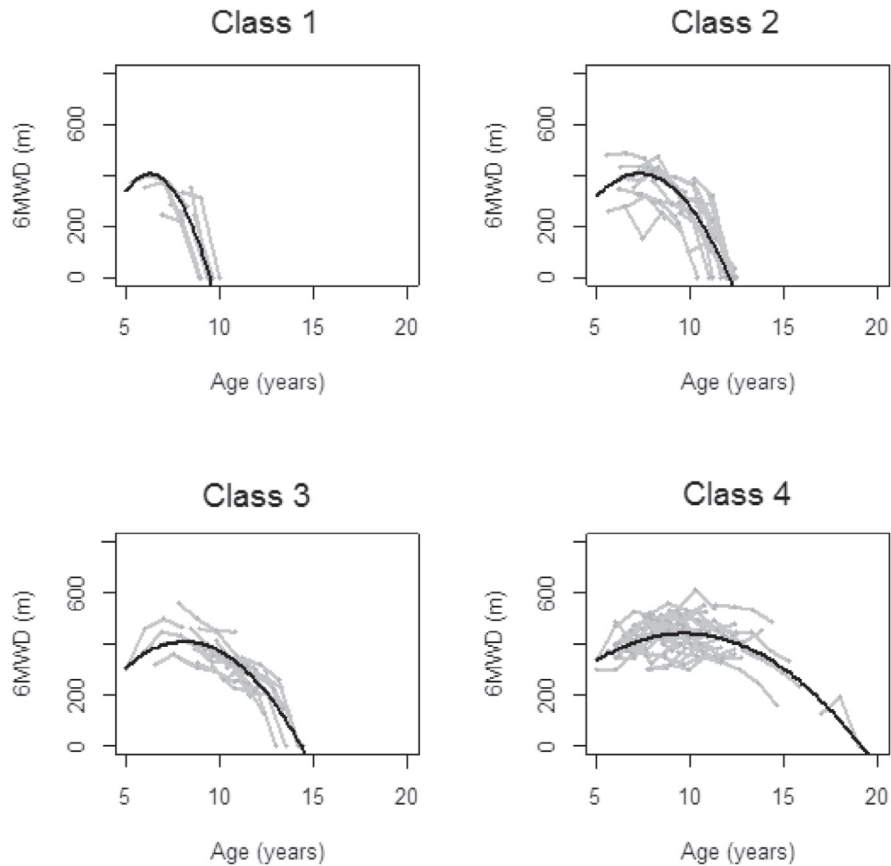 Class 1
6MWD (m)
600
200
0
5 10 15 20
Age (years)
Class 2
6MWD (m)
600
200
0
5 10 15 20
Age (years)
Class 3
6MWD (m)
600
200
0
5 10 15 20
Age (years)
Class 4
6MWD (m)
600
200
0
5 10 15 20
Age (years)